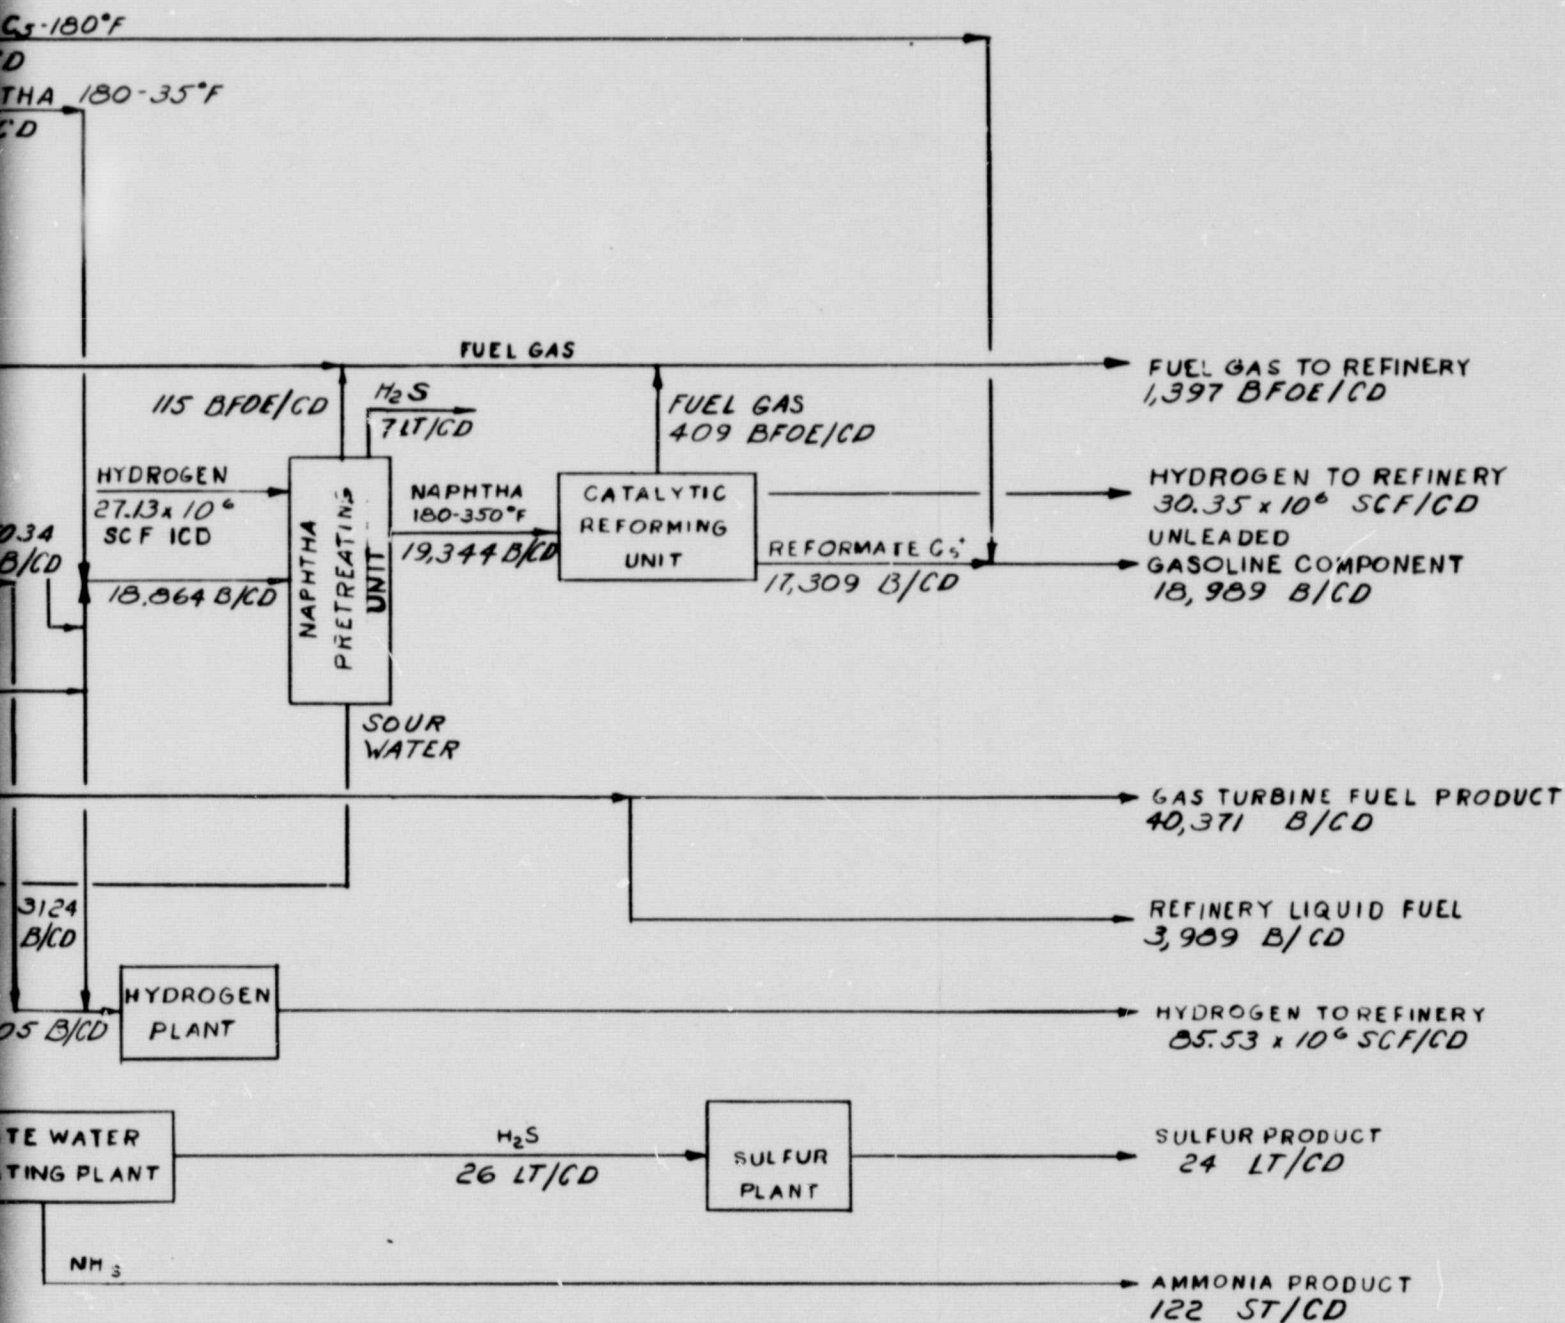 C5-180°F
CD
THA 180-35°F
CD
FUEL GAS
FUEL GAS TO REFINERY
1,397 BFOE/CD
115 BFOE/CD
H2S
7 LT/CD
FUEL GAS
409 BFOE/CD
HYDROGEN
27.13 x 10⁶
SCF ICD
NAPHTHA
180-350°F
19,344 B/CD
CATALYTIC
REFORMING
UNIT
HYDROGEN TO REFINERY
30.35 x 10⁶ SCF/CD
034
B/CD
18,864 B/CD
NAPHTHA
PRETREATING
UNIT
REFORMATE C5⁺
17,309 B/CD
UNLEADED
GASOLINE COMPONENT
18,989 B/CD
SOUR
WATER
GAS TURBINE FUEL PRODUCT
40,371 B/CD
3124
B/CD
REFINERY LIQUID FUEL
3,989 B/CD
05 B/CD
HYDROGEN
PLANT
HYDROGEN TO REFINERY
85.53 x 10⁶ SCF/CD
TE WATER
TING PLANT
H2S
26 LT/CD
SULFUR
PLANT
SULFUR PRODUCT
24 LT/CD
NH3
AMMONIA PRODUCT
122 ST/CD